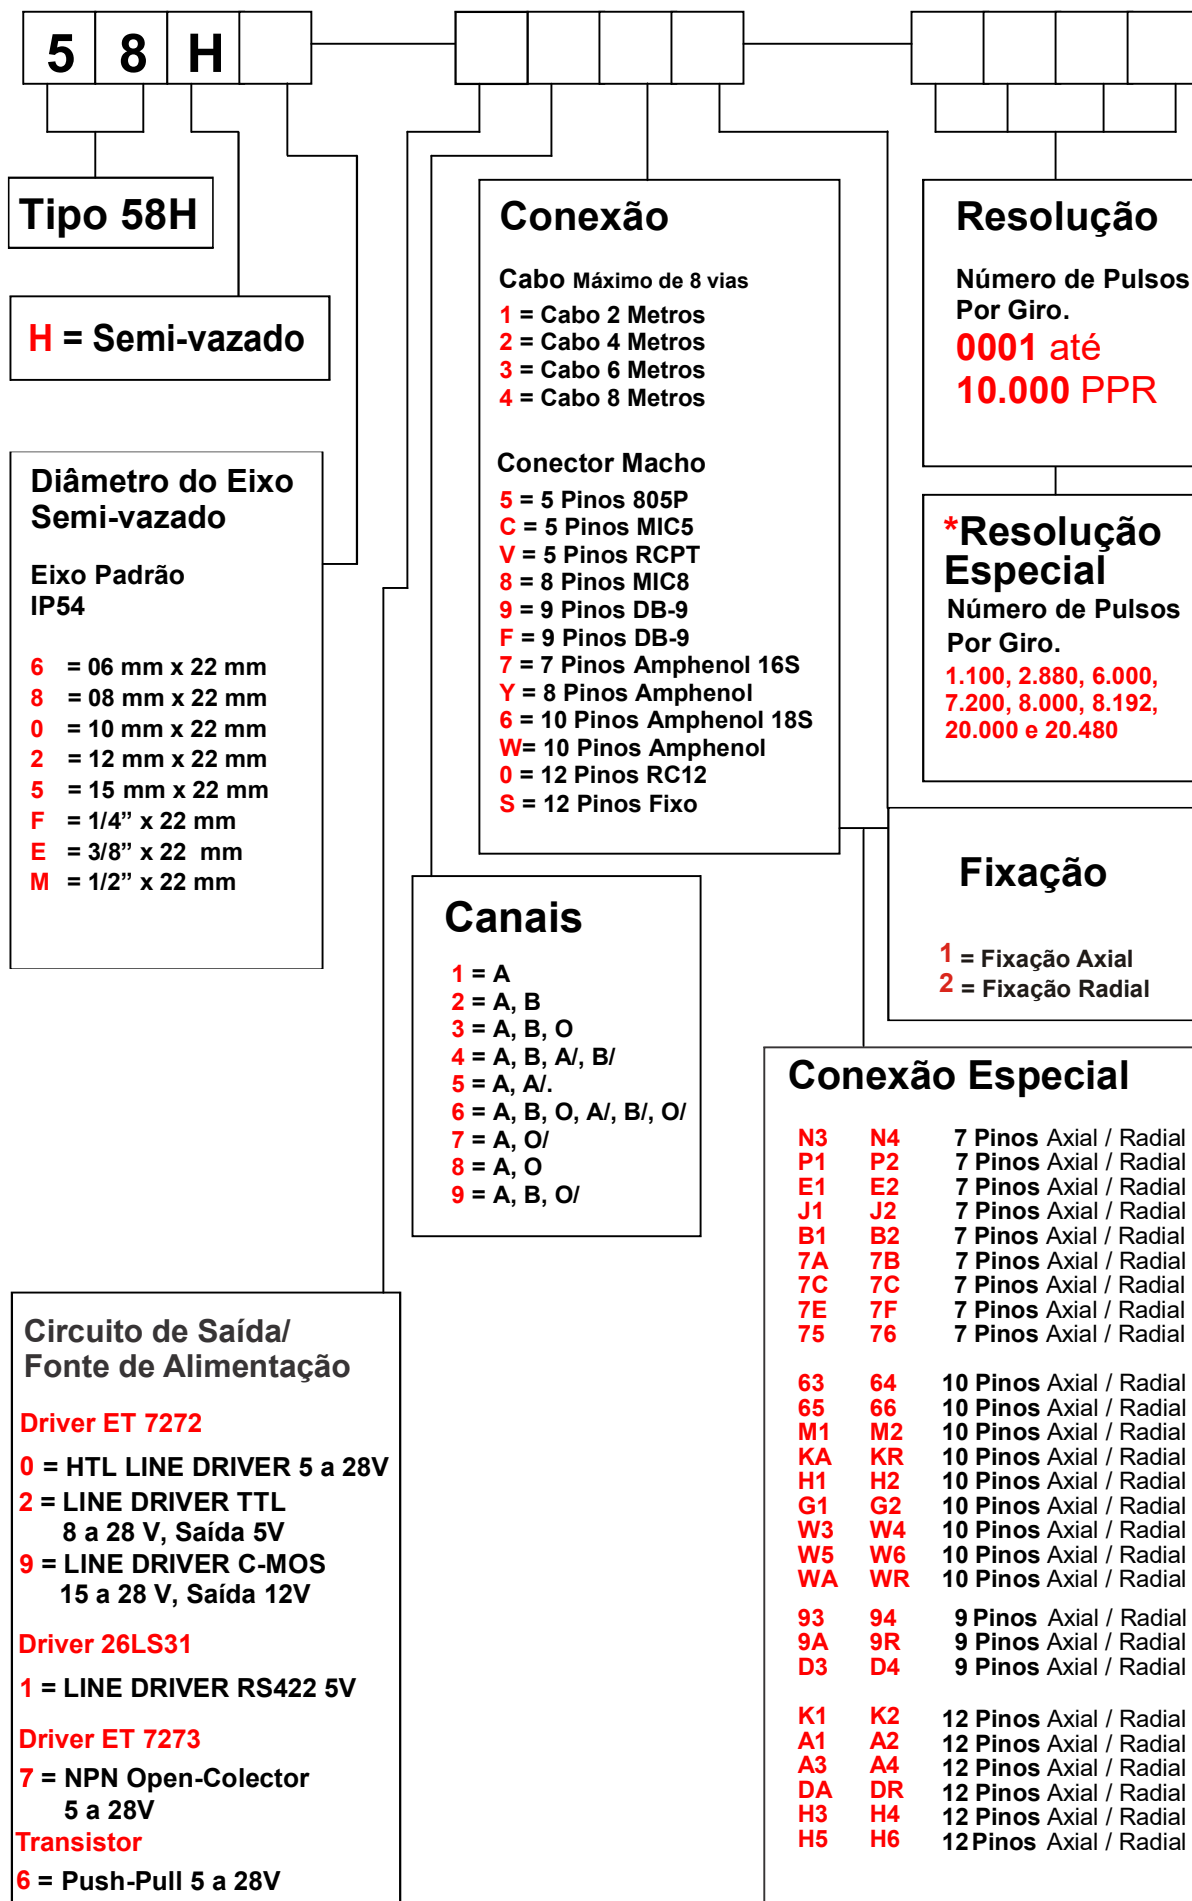 5 8 H
Tipo 58H
H = Semi-vazado
Diâmetro do Eixo
Semi-vazado
Eixo Padrão
IP54
6 = 06 mm x 22 mm
8 = 08 mm x 22 mm
0 = 10 mm x 22 mm
2 = 12 mm x 22 mm
5 = 15 mm x 22 mm
F = 1/4” x 22 mm
E = 3/8” x 22 mm
M = 1/2” x 22 mm
Conexão
Cabo Máximo de 8 vias
1 = Cabo 2 Metros
2 = Cabo 4 Metros
3 = Cabo 6 Metros
4 = Cabo 8 Metros
Conector Macho
5 = 5 Pinos 805P
C = 5 Pinos MIC5
V = 5 Pinos RCPT
8 = 8 Pinos MIC8
9 = 9 Pinos DB-9
F = 9 Pinos DB-9
7 = 7 Pinos Amphenol 16S
Y = 8 Pinos Amphenol
6 = 10 Pinos Amphenol 18S
W= 10 Pinos Amphenol
0 = 12 Pinos RC12
S = 12 Pinos Fixo
Resolução
Número de Pulsos
Por Giro.
0001 até
10.000 PPR
*Resolução
Especial
Número de Pulsos
Por Giro.
1.100, 2.880, 6.000,
7.200, 8.000, 8.192,
20.000 e 20.480
Fixação
1 = Fixação Axial
2 = Fixação Radial
Canais
1 = A
2 = A, B
3 = A, B, O
4 = A, B, A/, B/
5 = A, A/.
6 = A, B, O, A/, B/, O/
7 = A, O/
8 = A, O
9 = A, B, O/
Conexão Especial
N3 N4 7 Pinos Axial / Radial
P1 P2 7 Pinos Axial / Radial
E1 E2 7 Pinos Axial / Radial
J1 J2 7 Pinos Axial / Radial
B1 B2 7 Pinos Axial / Radial
7A 7B 7 Pinos Axial / Radial
7C 7C 7 Pinos Axial / Radial
7E 7F 7 Pinos Axial / Radial
75 76 7 Pinos Axial / Radial
63 64 10 Pinos Axial / Radial
65 66 10 Pinos Axial / Radial
M1 M2 10 Pinos Axial / Radial
KA KR 10 Pinos Axial / Radial
H1 H2 10 Pinos Axial / Radial
G1 G2 10 Pinos Axial / Radial
W3 W4 10 Pinos Axial / Radial
W5 W6 10 Pinos Axial / Radial
WA WR 10 Pinos Axial / Radial
93 94 9 Pinos Axial / Radial
9A 9R 9 Pinos Axial / Radial
D3 D4 9 Pinos Axial / Radial
K1 K2 12 Pinos Axial / Radial
A1 A2 12 Pinos Axial / Radial
A3 A4 12 Pinos Axial / Radial
DA DR 12 Pinos Axial / Radial
H3 H4 12 Pinos Axial / Radial
H5 H6 12 Pinos Axial / Radial
Circuito de Saída/
Fonte de Alimentação
Driver ET 7272
0 = HTL LINE DRIVER 5 a 28V
2 = LINE DRIVER TTL
8 a 28 V, Saída 5V
9 = LINE DRIVER C-MOS
15 a 28 V, Saída 12V
Driver 26LS31
1 = LINE DRIVER RS422 5V
Driver ET 7273
7 = NPN Open-Colector
5 a 28V
Transistor
6 = Push-Pull 5 a 28V